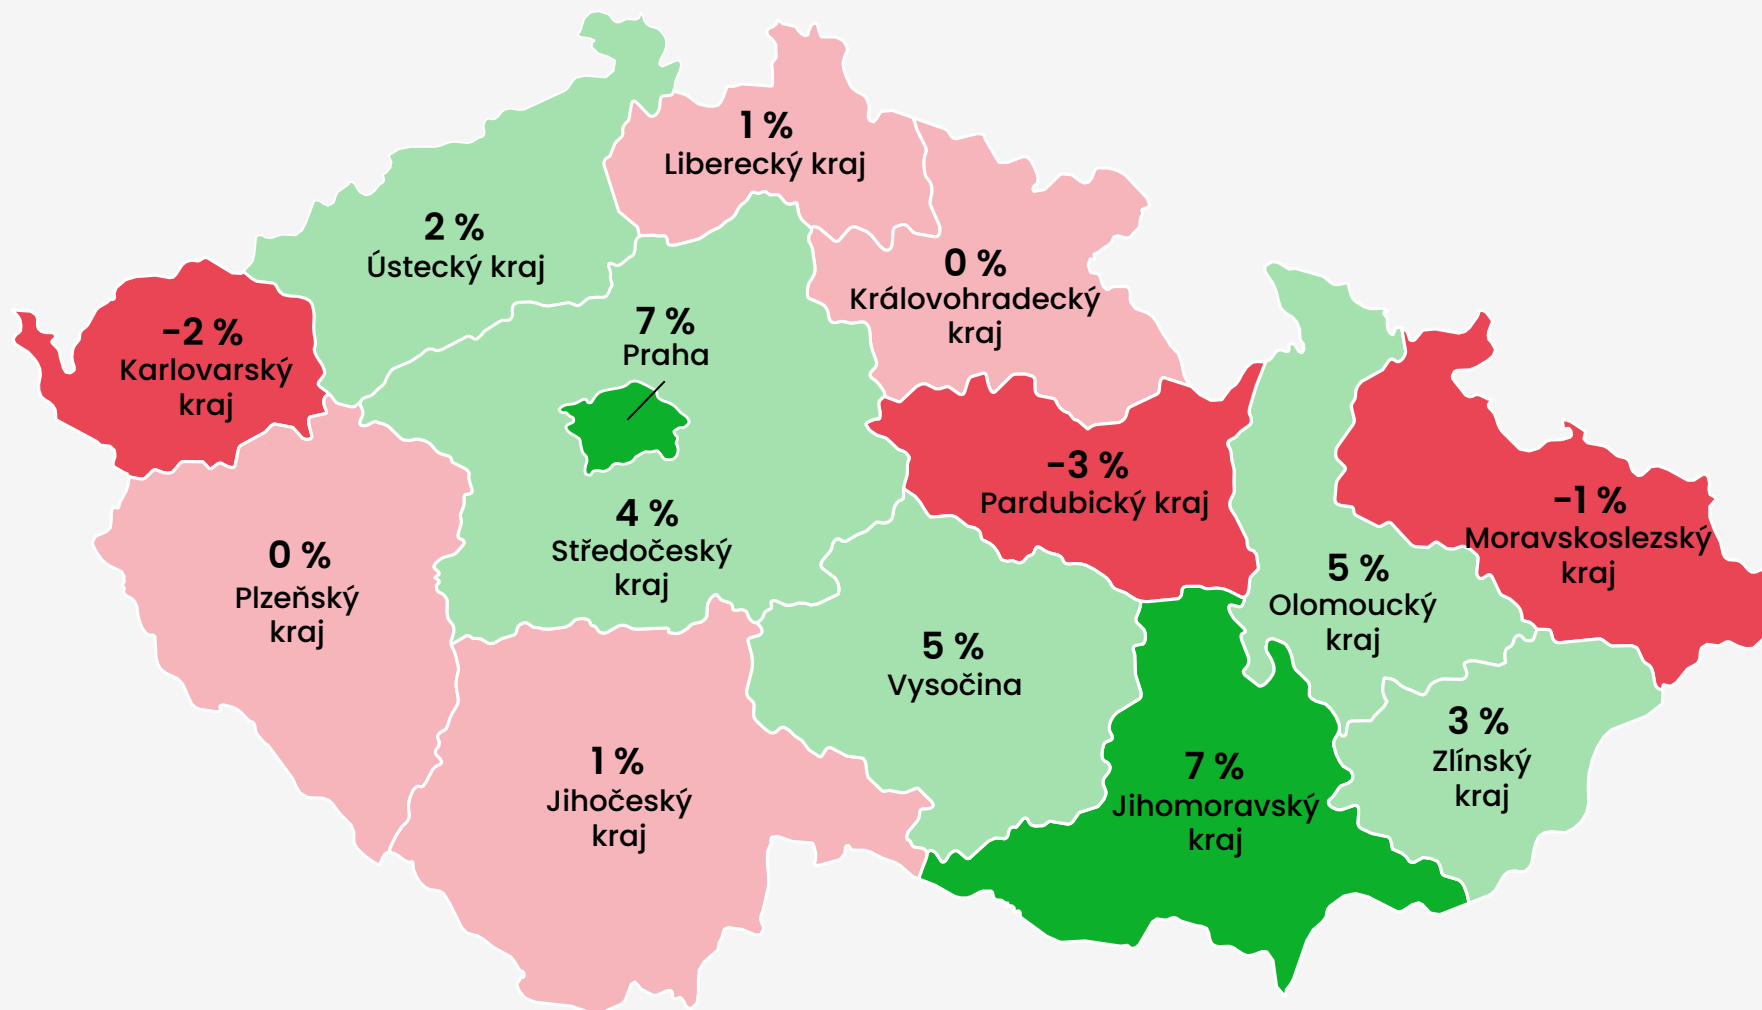 1 %
Liberecký kraj
2 %
Ústecký kraj
0 %
Královohradecký
kraj
-2 %
Karlovarský
kraj
7 %
Praha
-3 %
Pardubický kraj
-1 %
Moravskoslezský
kraj
4 %
Středočeský
kraj
0 %
Plzeňský
kraj
5 %
Olomoucký
kraj
5 %
Vysočina
3 %
Zlínský
kraj
1 %
Jihočeský
kraj
7 %
Jihomoravský
kraj